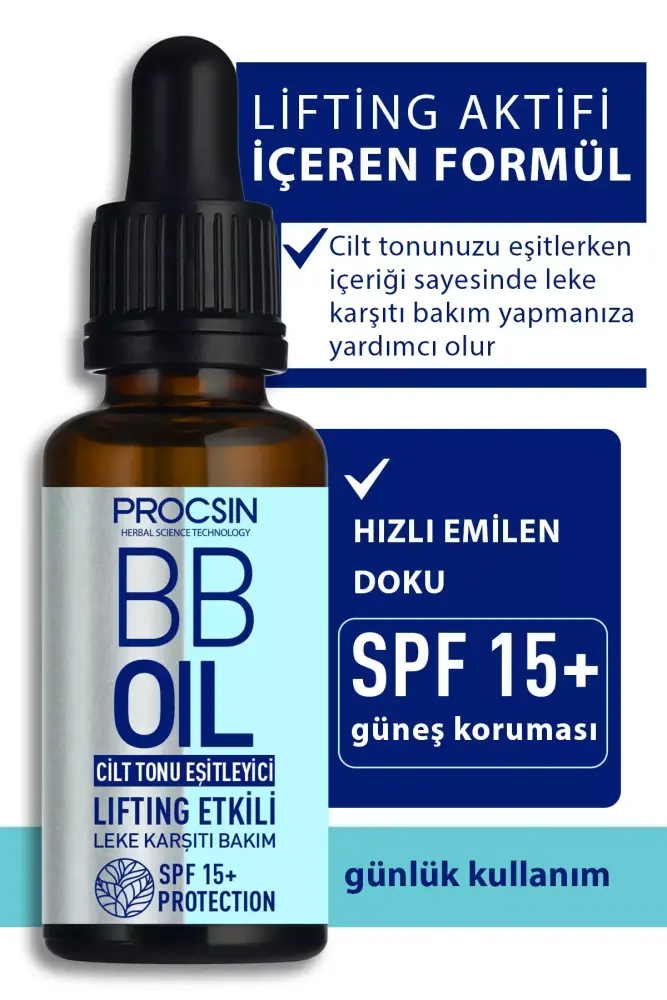 LİFTİNG AKTİFİ
İÇEREN FORMÜL
Cilt tonunuzu eşitlerken
içeriği sayesinde leke
karşıtı bakım yapmanıza
yardımcı olur
HIZLI EMİLEN
DOKU
SPF 15+
güneş koruması
günlük kullanım
PROCSIN
HERBAL SCIENCE TECHNOLOGY
BB
OIL
CİLT TONU EŞİTLEYİCİ
LIFTING ETKİLİ
LEKE KARŞITI BAKIM
SPF 15+
PROTECTION